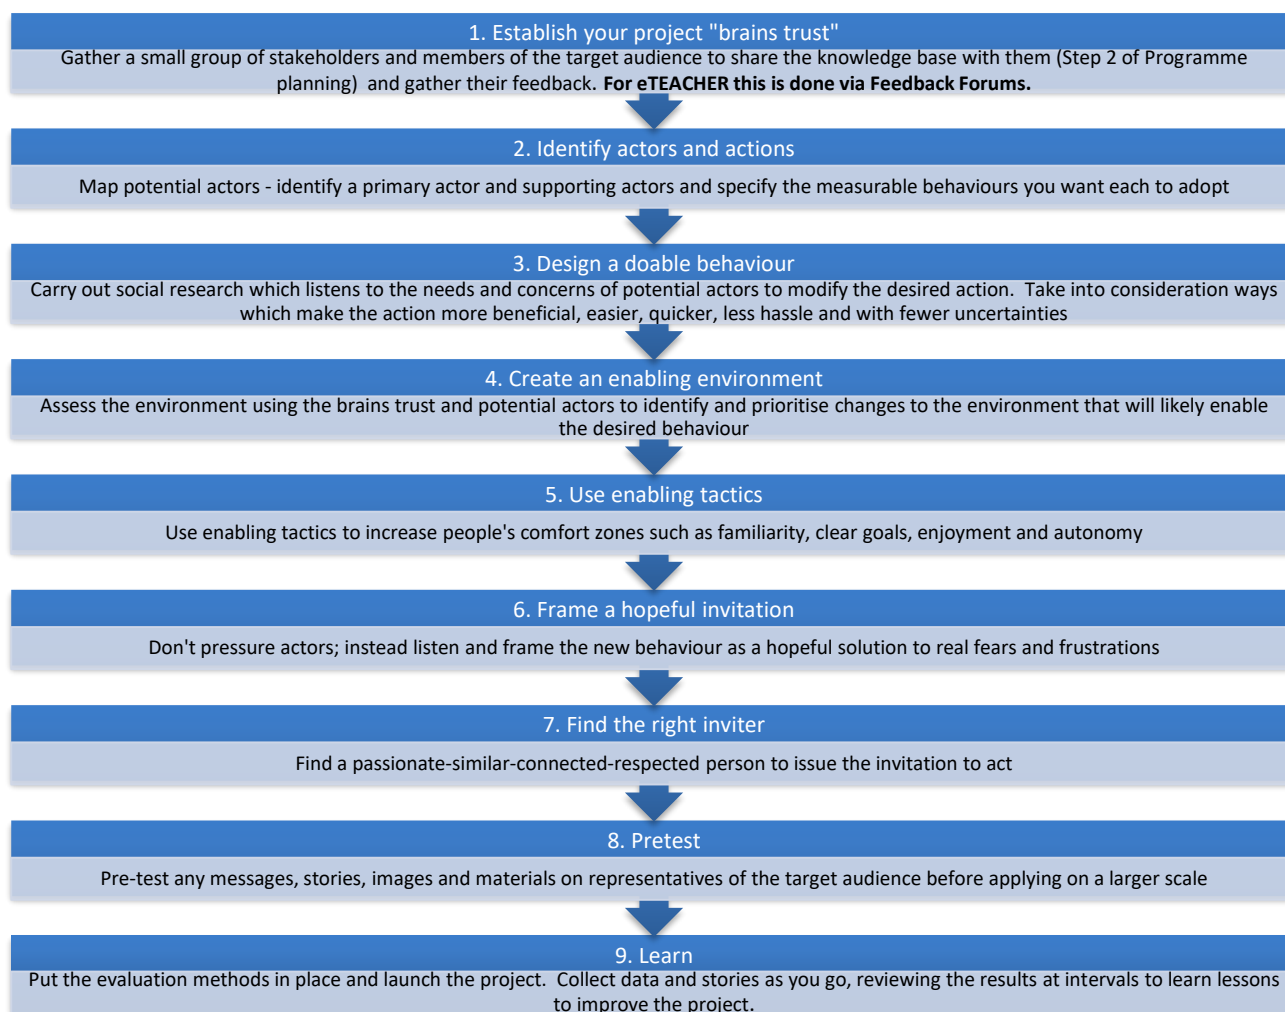 1. Establish your project "brains trust"
Gather a small group of stakeholders and members of the target audience to share the knowledge base with them (Step 2 of Programme
planning) and gather their feedback. For eTEACHER this is done via Feedback Forums.
2. Identify actors and actions
Map potential actors - identify a primary actor and supporting actors and specify the measurable behaviours you want each to adopt
3. Design a doable behaviour
Carry out social research which listens to the needs and concerns of potential actors to modify the desired action. Take into consideration ways
which make the action more beneficial, easier, quicker, less hassle and with fewer uncertainties
4. Create an enabling environment
Assess the environment using the brains trust and potential actors to identify and prioritise changes to the environment that will likely enable
the desired behaviour
5. Use enabling tactics
Use enabling tactics to increase people's comfort zones such as familiarity, clear goals, enjoyment and autonomy
6. Frame a hopeful invitation
Don't pressure actors; instead listen and frame the new behaviour as a hopeful solution to real fears and frustrations
7. Find the right inviter
Find a passionate-similar-connected-respected person to issue the invitation to act
8. Pretest
Pre-test any messages, stories, images and materials on representatives of the target audience before applying on a larger scale
9. Learn
Put the evaluation methods in place and launch the project. Collect data and stories as you go, reviewing the results at intervals to learn lessons
to improve the project.